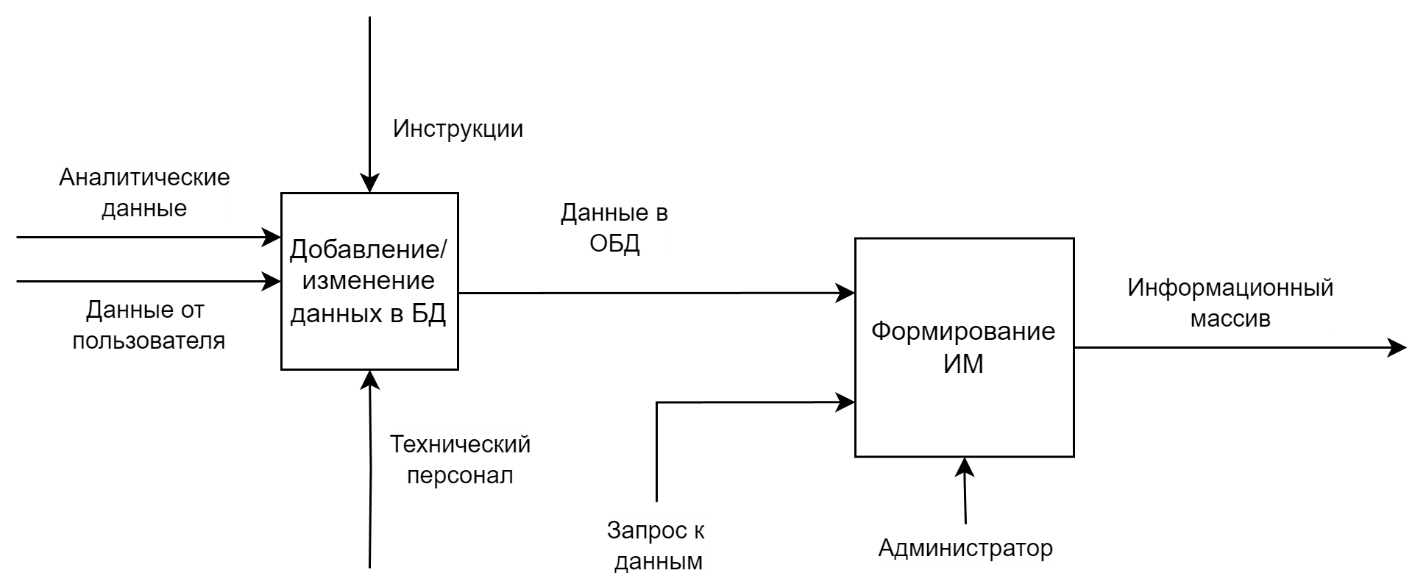 Инструкции
Аналитические
данные
Данные от
пользователя
Добавление/
изменение
данных в БД
Технический
персонал
Данные в
ОБД
Запрос к
данным
Формирование
ИМ
Администратор
Информационный
массив